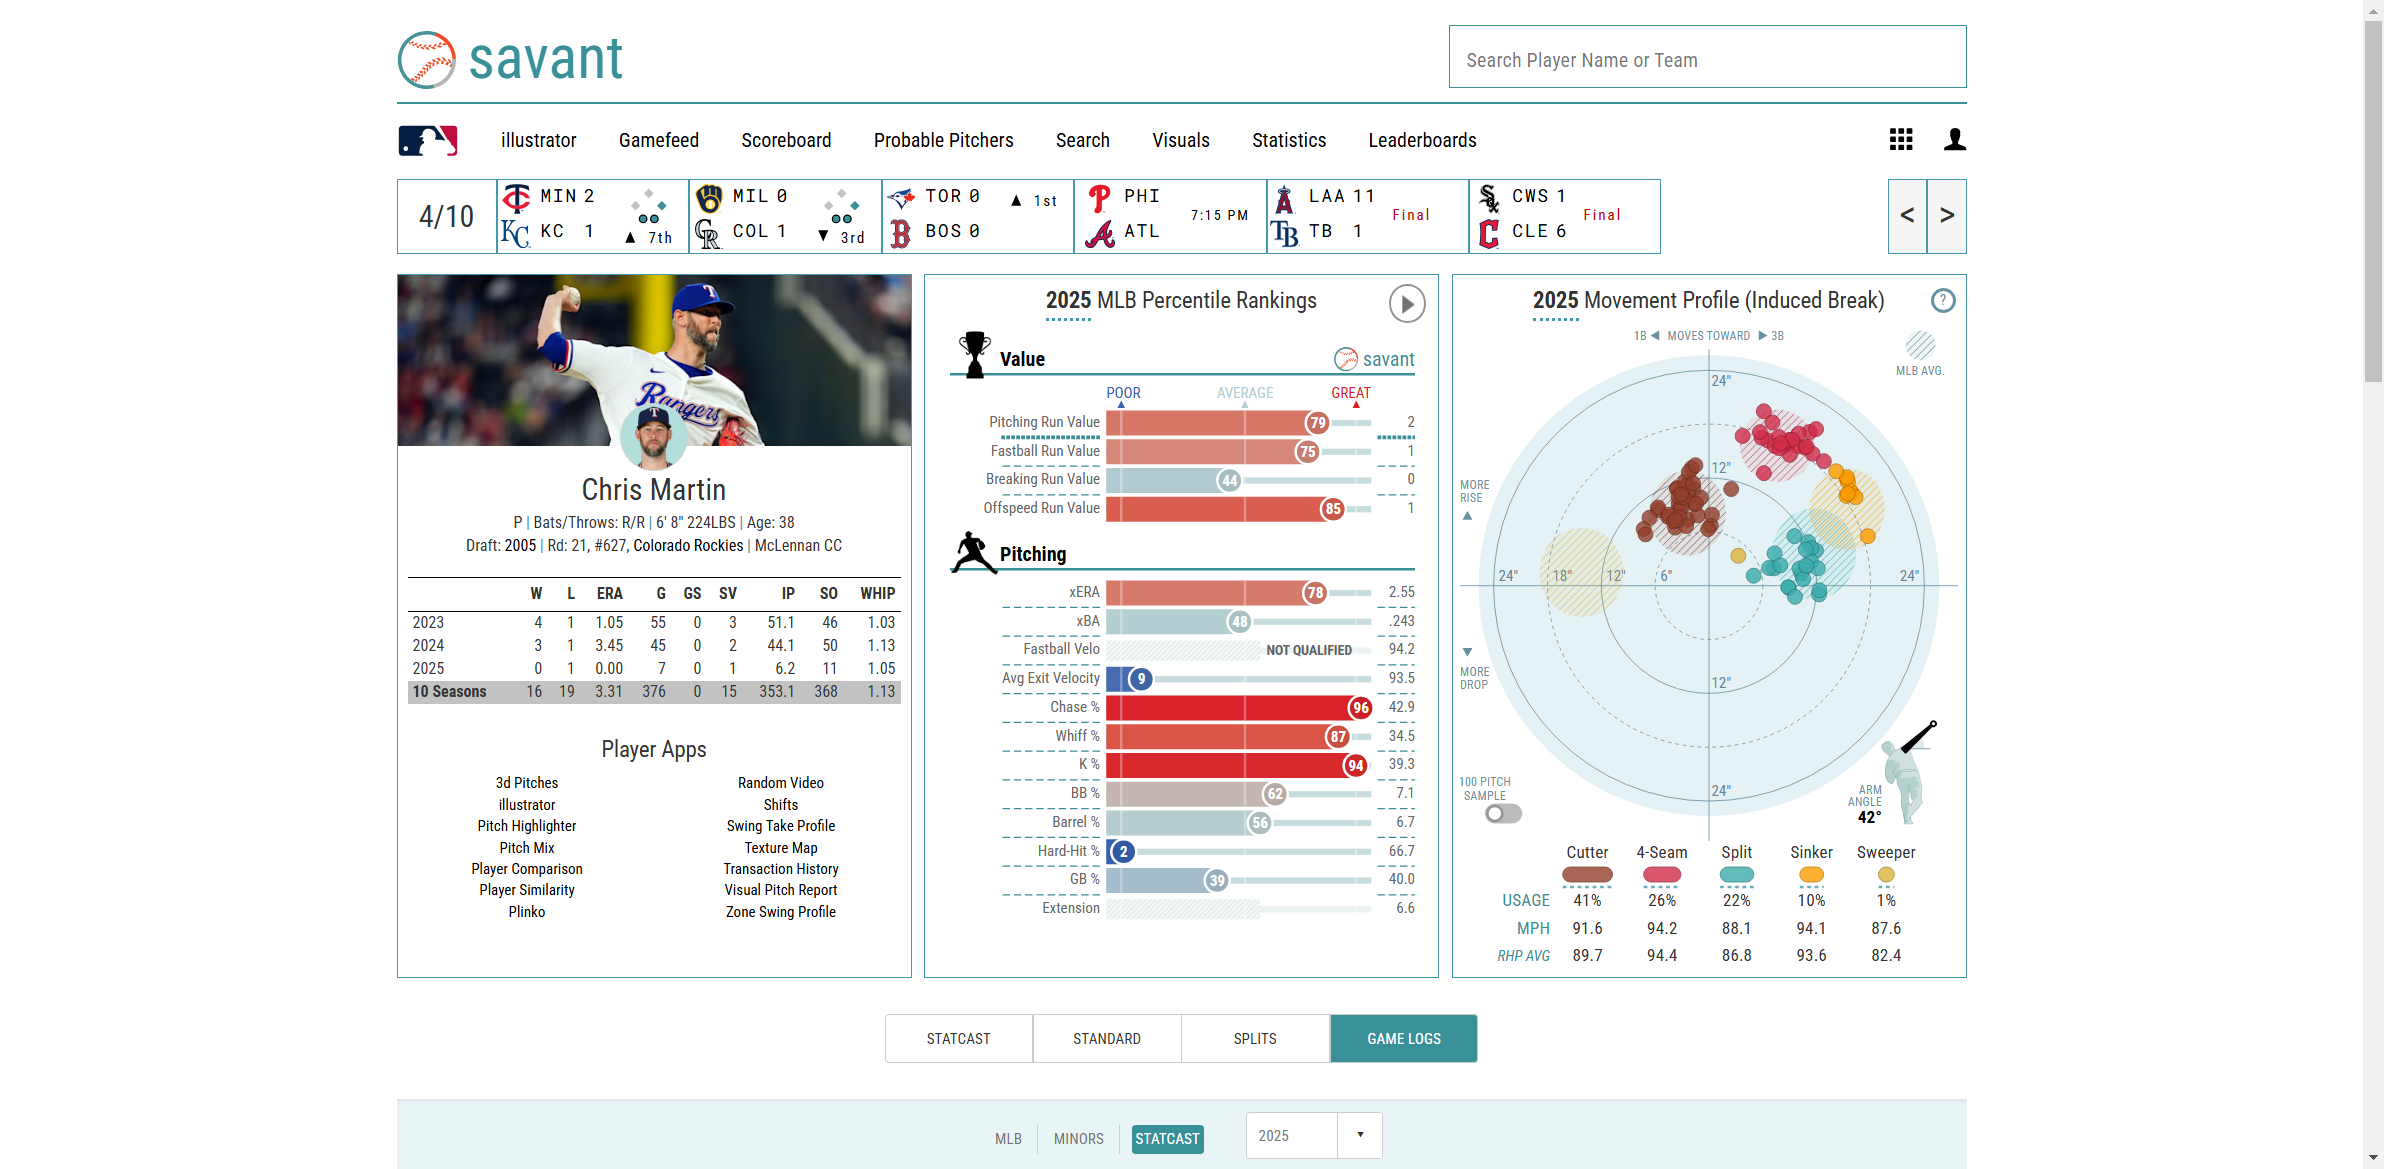 savant
Search Player Name or Team
illustrator Gamefeed Scoreboard Probable Pitchers Search Visuals Statistics Leaderboards
4/10
MIN 2
KC 1
▲ 7th
MIL 0
COL 1
▼ 3rd
TOR 0
BOS 0
▲ 1st
PHI
ATL
7:15 PM
LAA 11
TB 1
Final
CWS 1
CLE 6
Final
< >
Rangers
Chris Martin
P | Bats/Throws: R/R | 6' 8" 224LBS | Age: 38
Draft: 2005 | Rd: 21, #627, Colorado Rockies | McLennan CC
W L ERA G GS SV IP SO WHIP
2023 4 1 1.05 55 0 3 51.1 46 1.03
2024 3 1 3.45 45 0 2 44.1 50 1.13
2025 0 1 0.00 7 0 1 6.2 11 1.05
10 Seasons 16 19 3.31 376 0 15 353.1 368 1.13
Player Apps
3d Pitches Random Video
illustrator Shifts
Pitch Highlighter Swing Take Profile
Pitch Mix Texture Map
Player Comparison Transaction History
Player Similarity Visual Pitch Report
Plinko Zone Swing Profile
2025 MLB Percentile Rankings
Value savant
POOR AVERAGE GREAT
Pitching Run Value 79 2
Fastball Run Value 75 1
Breaking Run Value 44 0
Offspeed Run Value 85 1
Pitching
xERA 78 2.55
xBA 48 .243
Fastball Velo NOT QUALIFIED 94.2
Avg Exit Velocity 9 93.5
Chase % 96 42.9
Whiff % 87 34.5
K % 94 39.3
BB % 62 7.1
Barrel % 56 6.7
Hard-Hit % 2 66.7
GB % 39 40.0
Extension 6.6
2025 Movement Profile (Induced Break) ?
1B ◀ MOVES TOWARD ▶ 3B
MLB AVG.
24"
12"
MORE
RISE
▲
24" 18" 12" 6" 24"
▼
MORE
DROP
12"
24"
100 PITCH
SAMPLE
ARM
ANGLE
42°
Cutter 4-Seam Split Sinker Sweeper
USAGE 41% 26% 22% 10% 1%
MPH 91.6 94.2 88.1 94.1 87.6
RHP AVG 89.7 94.4 86.8 93.6 82.4
STATCAST STANDARD SPLITS GAME LOGS
MLB MINORS STATCAST 2025 ▼